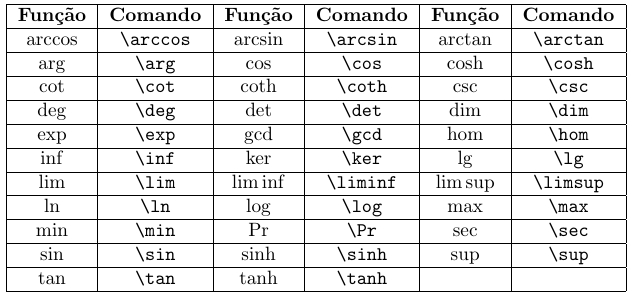 Função Comando Função Comando Função Comando
arccos \arccos arcsin \arcsin arctan \arctan
arg \arg cos \cos cosh \cosh
cot \cot coth \coth csc \csc
deg \deg det \det dim \dim
exp \exp gcd \gcd hom \hom
inf \inf ker \ker lg \lg
lim \lim lim inf \liminf lim sup \limsup
ln \ln log \log max \max
min \min Pr \Pr sec \sec
sin \sin sinh \sinh sup \sup
tan \tan tanh \tanh